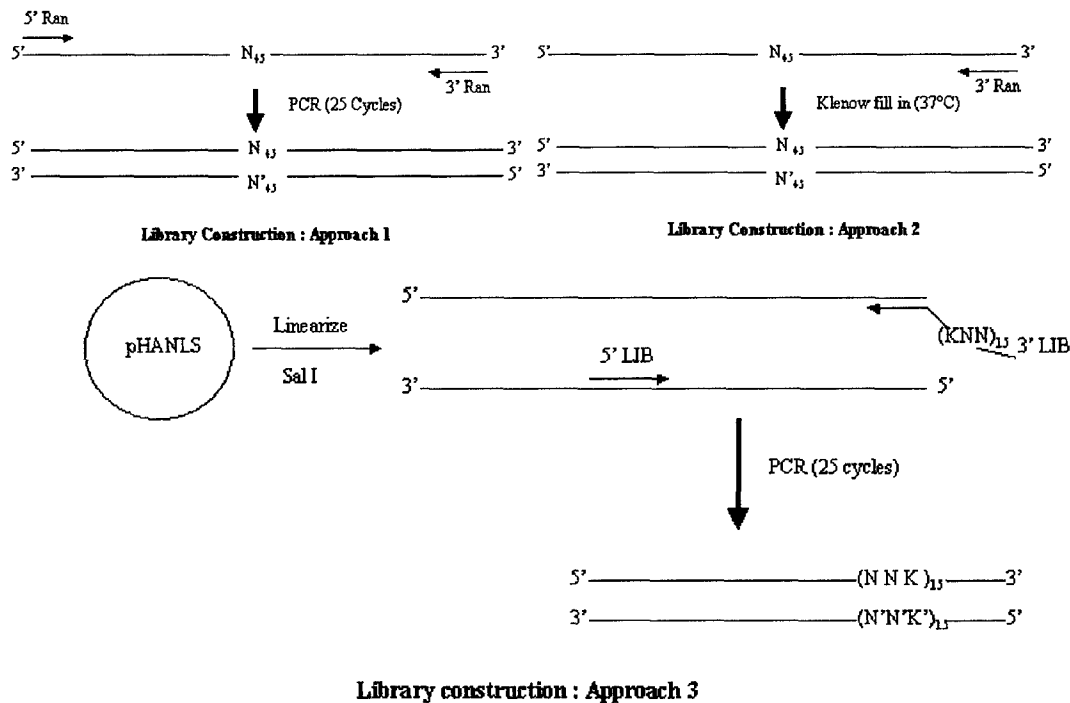 5' Ran
5' N₄₅ 3'
3' Ran
PCR (25 Cycles)
5' N₄₅ 3'
3' N'₄₅ 5'
Library Construction : Approach 1
5' N₄₅ 3'
3' Ran
Klenow fill in (37°C)
5' N₄₅ 3'
3' N'₄₅ 5'
Library Construction : Approach 2
pHANLS
Linearize
Sal I
5'
(KNN)₁₅ 3' LIB
5' LIB
3' 5'
PCR (25 cycles)
5' (N N K)₁₅ 3'
3' (N'N'K')₁₅ 5'
Library construction : Approach 3